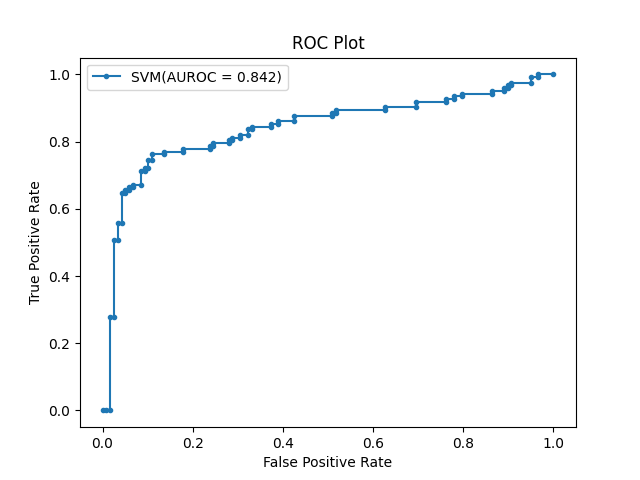 ROC Plot
SVM(AUROC = 0.842)
True Positive Rate
1.0
0.8
0.6
0.4
0.2
0.0
0.0 0.2 0.4 0.6 0.8 1.0
False Positive Rate